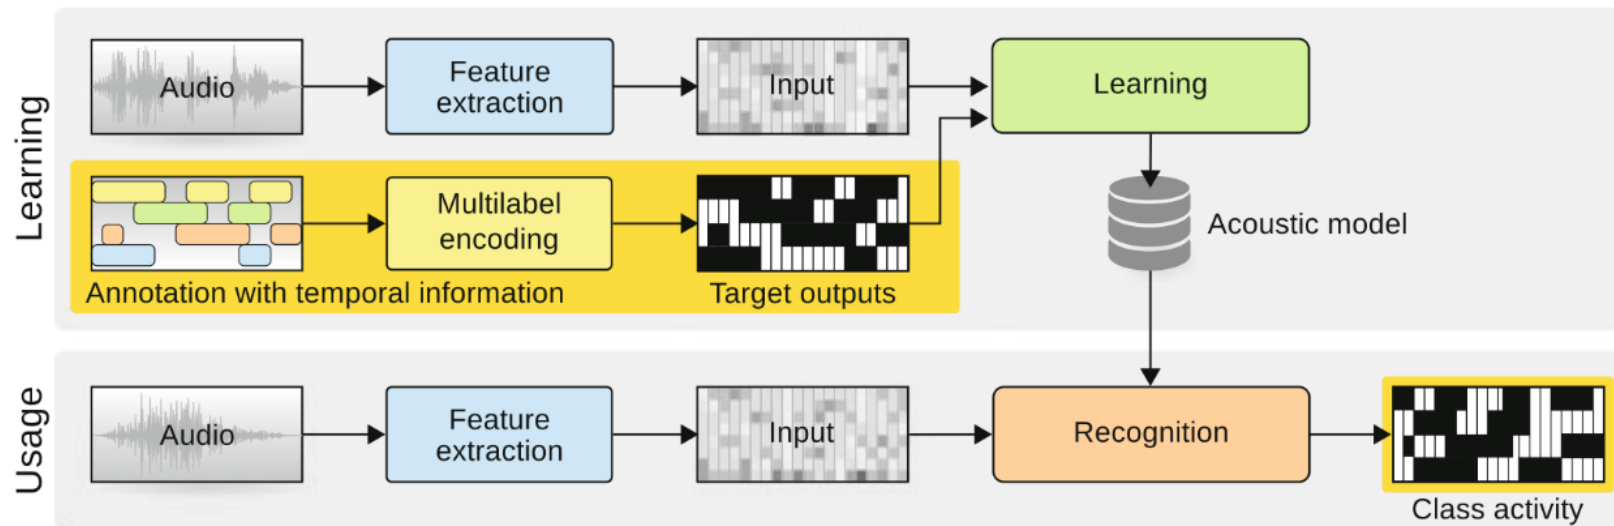 Learning
Audio
Feature
extraction
Input
Learning
Multilabel
encoding
Annotation with temporal information
Target outputs
Acoustic model
Usage
Audio
Feature
extraction
Input
Recognition
Class activity